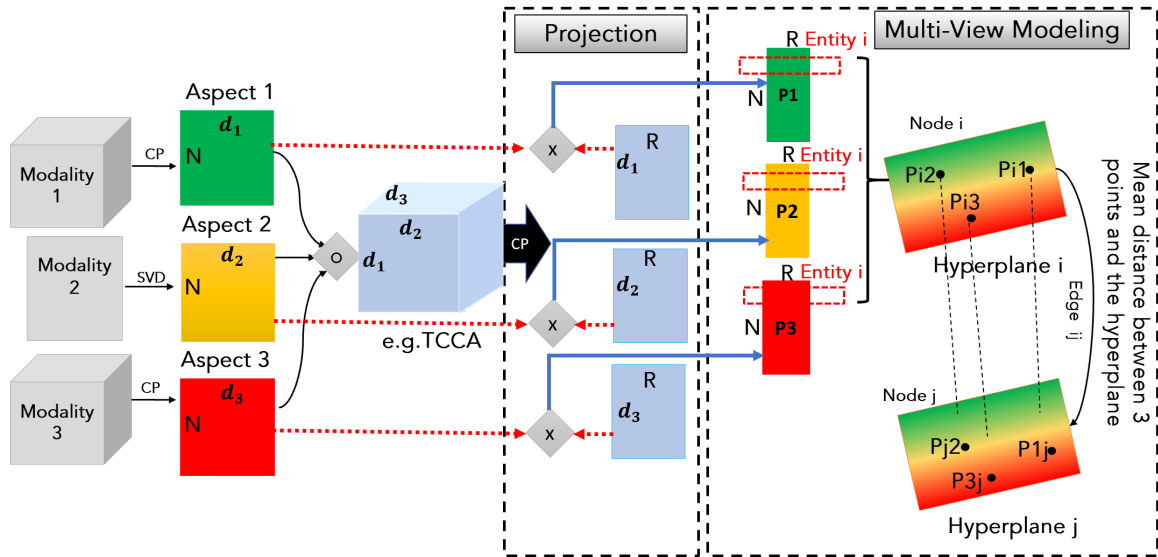 Projection
Multi-View Modeling
Modality
1
CP
Aspect 1
d₁
N
Modality
2
SVD
Aspect 2
d₂
N
Modality
3
CP
Aspect 3
d₃
N
d₃
d₂
d₁
e.g.TCCA
CP
x
R
d₁
x
R
d₂
x
R
d₃
R Entity i
N
P1
R Entity i
N
P2
R Entity i
N
P3
Node i
Pi2
Pi1
Pi3
Hyperplane i
Edge ij
Node j
Pj2
P1j
P3j
Hyperplane j
Mean distance between 3
points and the hyperplane